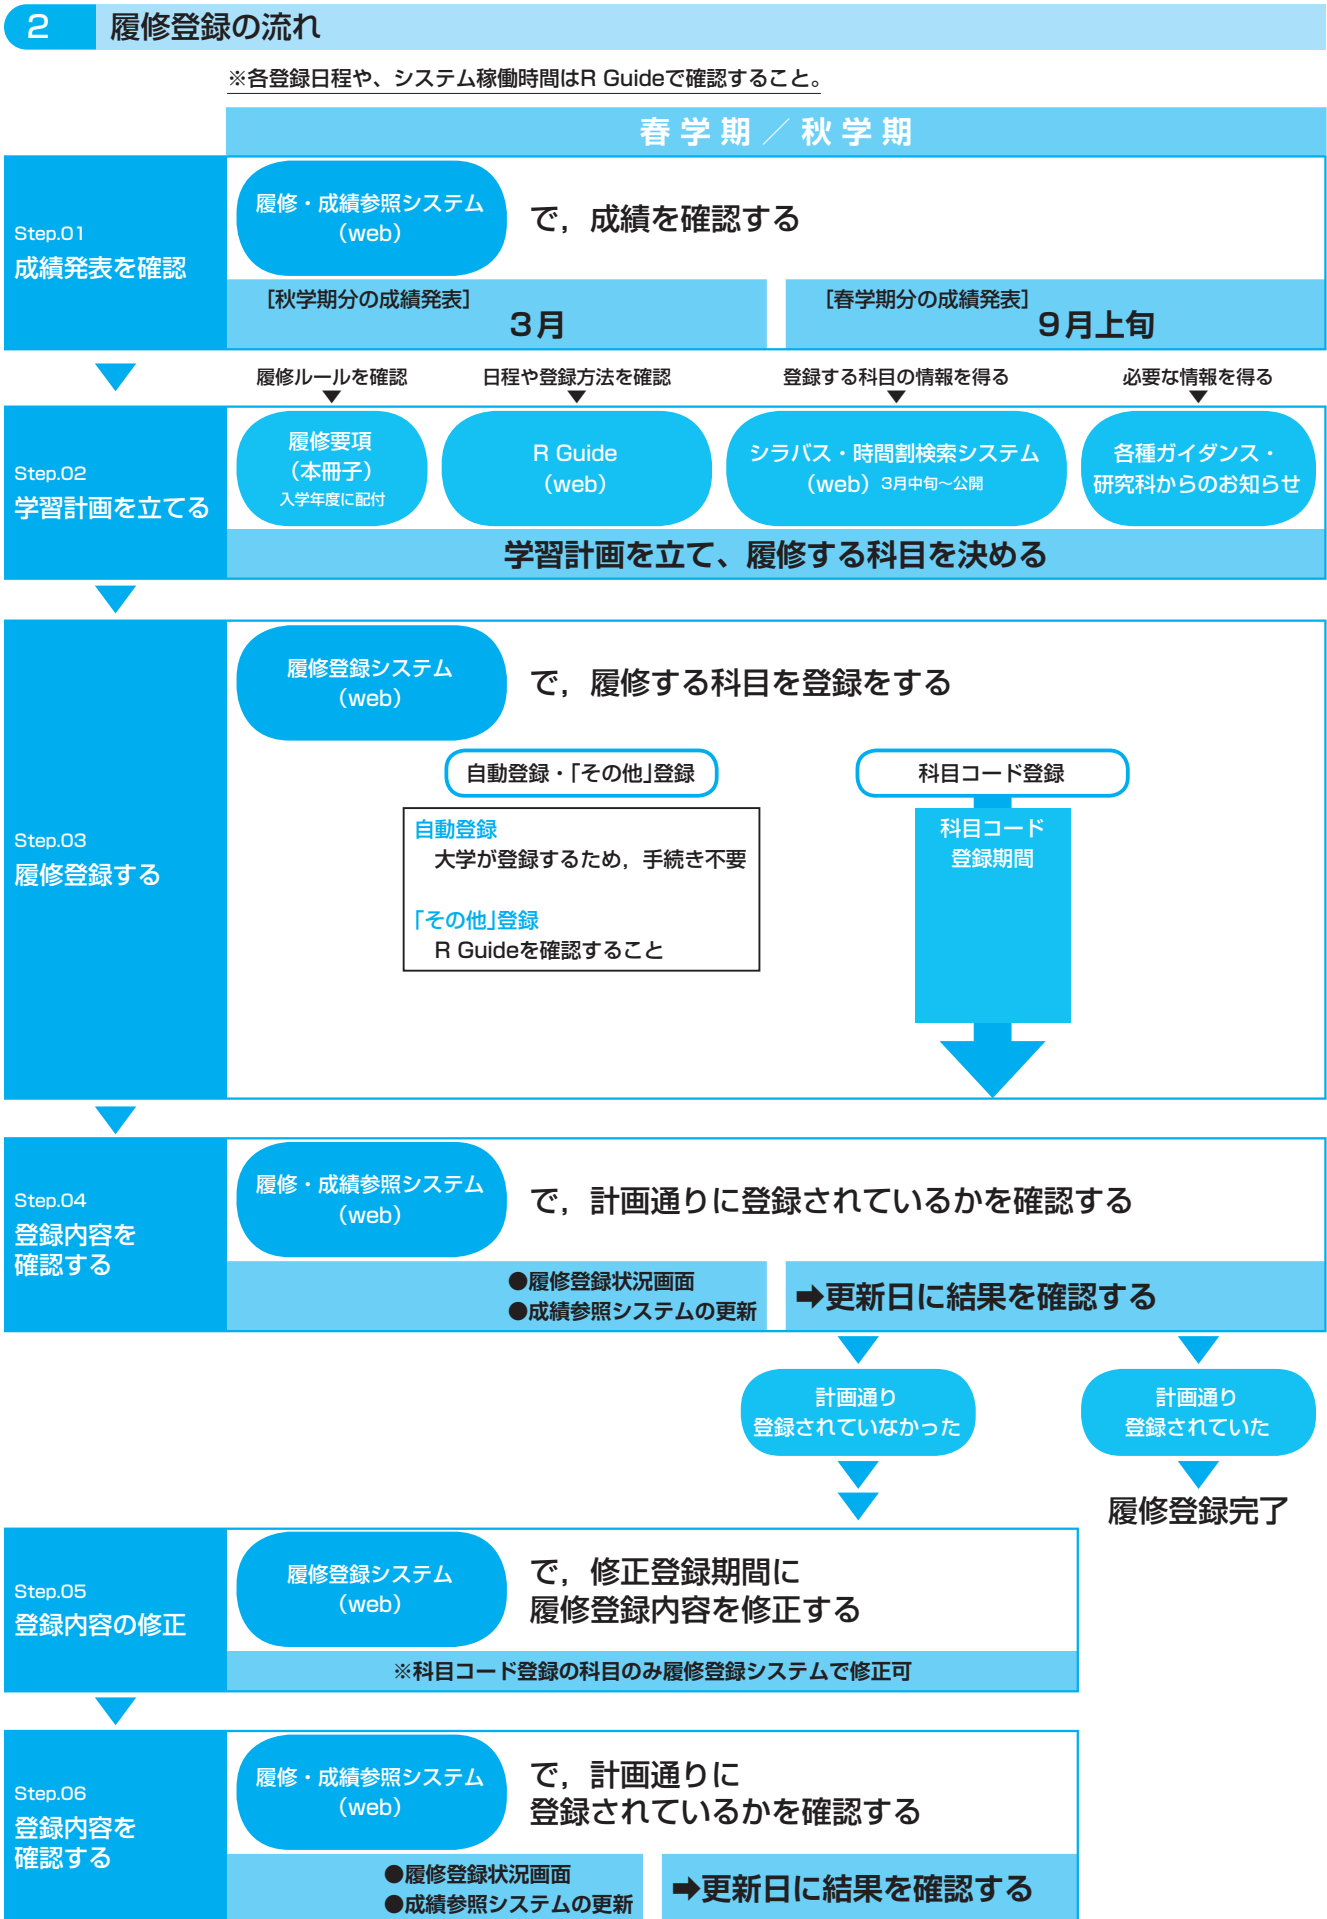 2 履修登録の流れ
※各登録日程や、システム稼働時間はR Guideで確認すること。
春学期／秋学期
Step.01
成績発表を確認
履修・成績参照システム
（web）
で，成績を確認する
［秋学期分の成績発表］
3月
［春学期分の成績発表］
9月上旬
履修ルールを確認
日程や登録方法を確認
登録する科目の情報を得る
必要な情報を得る
Step.02
学習計画を立てる
履修要項
（本冊子）
入学年度に配付
R Guide
（web）
シラバス・時間割検索システム
（web）3月中旬〜公開
各種ガイダンス・
研究科からのお知らせ
学習計画を立て、履修する科目を決める
Step.03
履修登録する
履修登録システム
（web）
で，履修する科目を登録をする
自動登録・「その他」登録
自動登録
大学が登録するため，手続き不要
「その他」登録
R Guideを確認すること
科目コード登録
科目コード
登録期間
Step.04
登録内容を
確認する
履修・成績参照システム
（web）
で，計画通りに登録されているかを確認する
●履修登録状況画面
●成績参照システムの更新
➡更新日に結果を確認する
計画通り
登録されていなかった
計画通り
登録されていた
履修登録完了
Step.05
登録内容の修正
履修登録システム
（web）
で，修正登録期間に
履修登録内容を修正する
※科目コード登録の科目のみ履修登録システムで修正可
Step.06
登録内容を
確認する
履修・成績参照システム
（web）
で，計画通りに
登録されているかを確認する
●履修登録状況画面
●成績参照システムの更新
➡更新日に結果を確認する